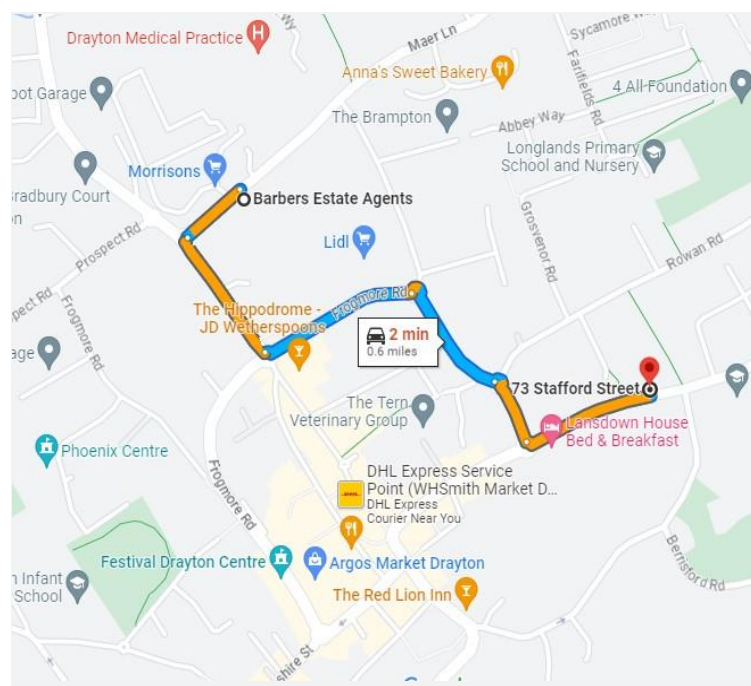 Drayton Medical Practice
Maer Ln
Sycamore
Anna's Sweet Bakery
Farifields Rd
4 All Foundation
Garage
The Brampton
Abbey Way
Longlands Primary
School and Nursery
Morrisons
Barbers Estate Agents
Bradbury Court
Prospect Rd
Lidl
Grosvenor Rd
Rowan Rd
Frogmore Rd
The Hippodrome -
JD Wetherspoons
Frogmore Rd
2 min
0.6 miles
73 Stafford Street
The Tern
Veterinary Group
Lansdown House
Bed & Breakfast
Phoenix Centre
Frogmore Rd
DHL Express Service
Point (WHSmith Market D...
DHL Express
Courier Near You
Bernsford Rd
Festival Drayton Centre
Argos Market Drayton
Infant
School
The Red Lion Inn